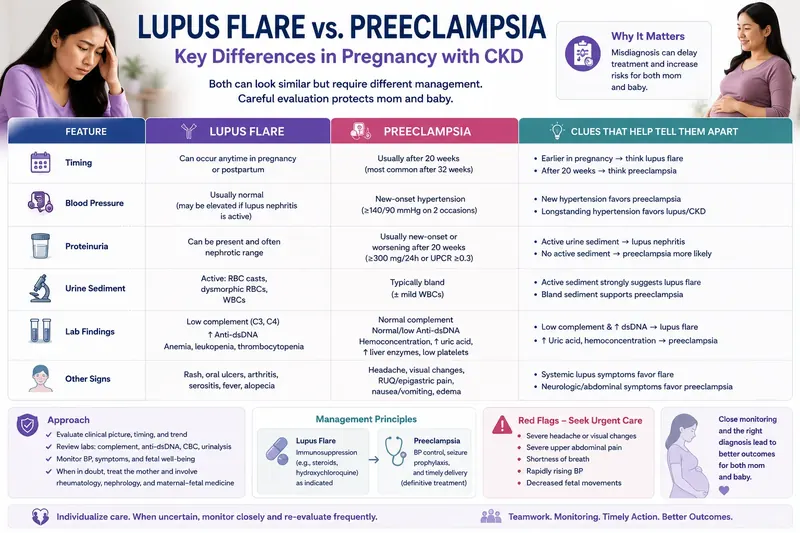 LUPUS FLARE vs. PREECLAMPSIA
Key Differences in Pregnancy with CKD
Both can look similar but require different management.
Careful evaluation protects mom and baby.
Why It Matters
Misdiagnosis can delay
treatment and increase
risks for both mom
and baby.
FEATURE
LUPUS FLARE
PREECLAMPSIA
CLUES THAT HELP TELL THEM APART
Timing
Can occur anytime in pregnancy
or postpartum
Usually after 20 weeks
(most common after 32 weeks)
• Earlier in pregnancy → think lupus flare
• After 20 weeks → think preeclampsia
Blood Pressure
Usually normal
(may be elevated if lupus nephritis
is active)
New-onset hypertension
(≥140/90 mmHg on 2 occasions)
• New hypertension favors preeclampsia
• Longstanding hypertension favors lupus/CKD
Proteinuria
Can be present and often
nephrotic range
Usually new-onset or
worsening after 20 weeks
(≥300 mg/24h or UPCR ≥0.3)
• Active urine sediment → lupus nephritis
• No active sediment → preeclampsia more likely
Urine Sediment
Active: RBC casts,
dysmorphic RBCs,
WBCs
Typically bland
(± mild WBCs)
• Active sediment strongly suggests lupus flare
• Bland sediment supports preeclampsia
Lab Findings
Low complement (C3, C4)
↑ Anti-dsDNA
Anemia, leukopenia, thrombocytopenia
Normal complement
Normal/low Anti-dsDNA
Hemoconcentration, ↑ uric acid,
↑ liver enzymes, low platelets
• Low complement & ↑ dsDNA → lupus flare
• ↑ Uric acid, hemoconcentration → preeclampsia
Other Signs
Rash, oral ulcers, arthritis,
serositis, fever, alopecia
Headache, visual changes,
RUQ/epigastric pain,
nausea/vomiting, edema
• Systemic lupus symptoms favor flare
• Neurologic/abdominal symptoms favor preeclampsia
Approach
✓ Evaluate clinical picture, timing, and trend
✓ Review labs: complement, anti-dsDNA, CBC, urinalysis
✓ Monitor BP, symptoms, and fetal well-being
✓ When in doubt, treat the mother and involve
rheumatology, nephrology, and maternal–fetal medicine
Management Principles
Lupus Flare
Immunosuppression
(e.g., steroids,
hydroxychloroquine)
as indicated
→
Preeclampsia
BP control, seizure
prophylaxis,
and timely delivery
(definitive treatment)
Red Flags – Seek Urgent Care
• Severe headache or visual changes
• Severe upper abdominal pain
• Shortness of breath
• Rapidly rising BP
• Decreased fetal movements
Close monitoring
and the right
diagnosis lead to
better outcomes
for both mom
and baby.
Individualize care. When uncertain, monitor closely and re-evaluate frequently.
Teamwork. Monitoring. Timely Action. Better Outcomes.